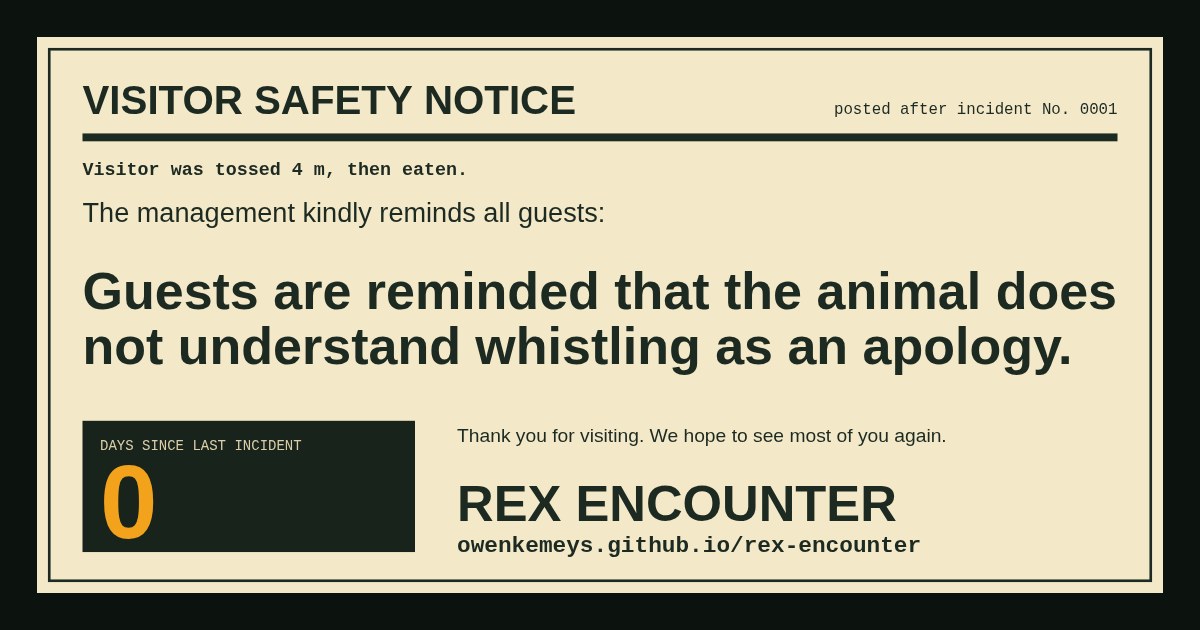 VISITOR SAFETY NOTICE
posted after incident No. 0001
Visitor was tossed 4 m, then eaten.
The management kindly reminds all guests:
Guests are reminded that the animal does
not understand whistling as an apology.
DAYS SINCE LAST INCIDENT
0
Thank you for visiting. We hope to see most of you again.
REX ENCOUNTER
owenkemeys.github.io/rex-encounter